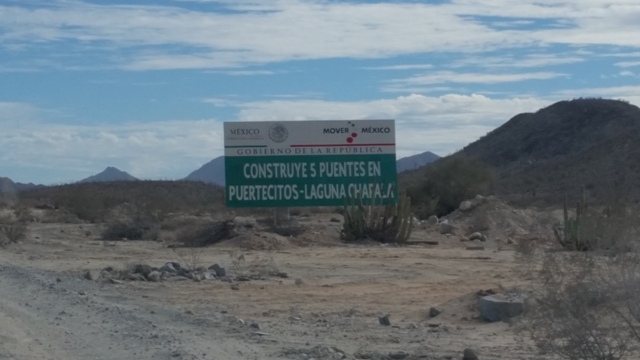 MÉXICO MOVER MÉXICO
GOBIERNO DE LA REPÚBLICA
CONSTRUYE 5 PUENTES EN
PUERTECITOS-LAGUNA CHAPALA